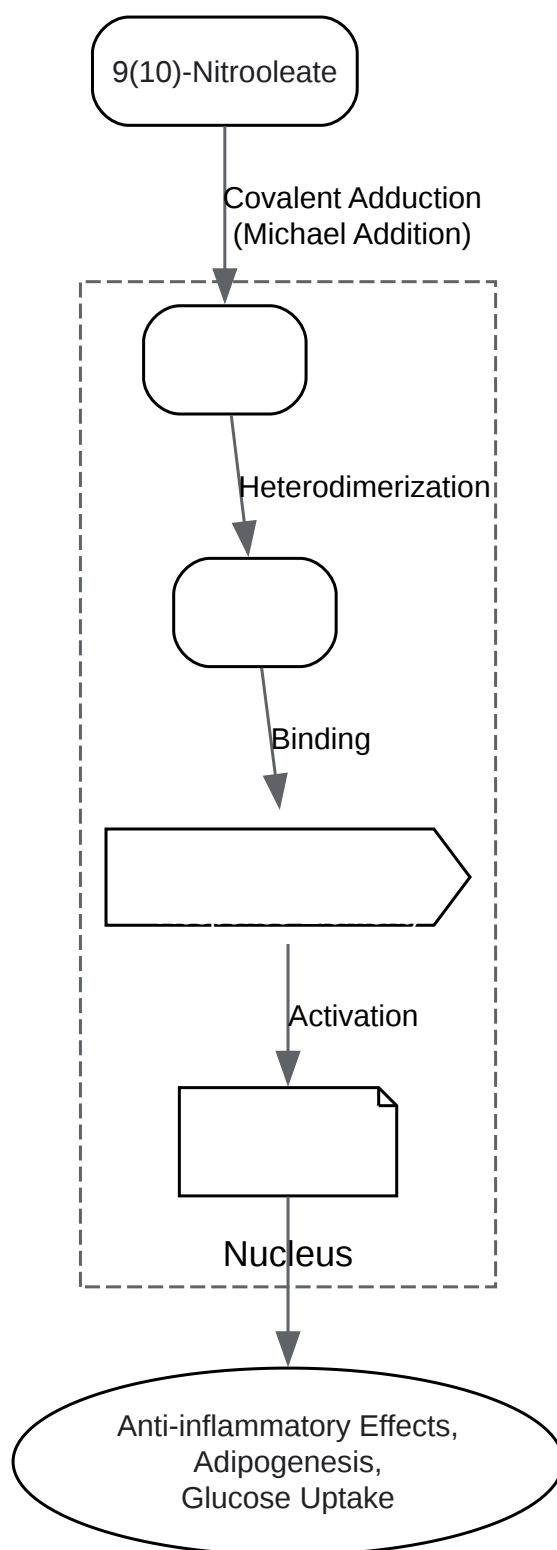 9(10)-Nitrooleate
Covalent Adduction
(Michael Addition)
Heterodimerization
Binding
Activation
Nucleus
Anti-inflammatory Effects,
Adipogenesis,
Glucose Uptake